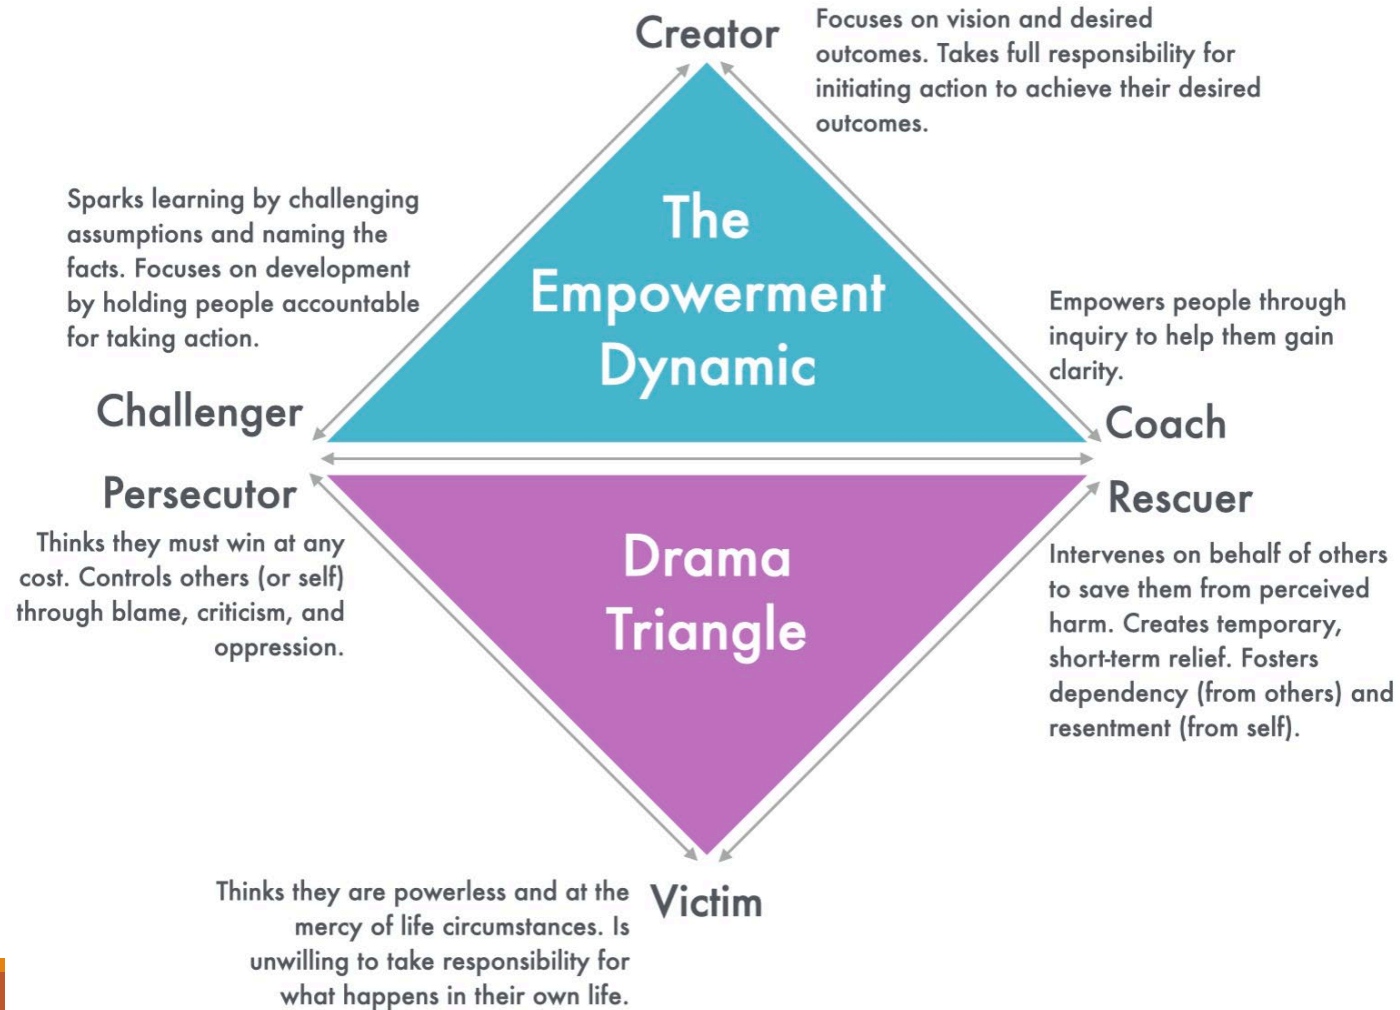 Creator
Focuses on vision and desired
outcomes. Takes full responsibility for
initiating action to achieve their desired
outcomes.
Sparks learning by challenging
assumptions and naming the
facts. Focuses on development
by holding people accountable
for taking action.
The
Empowerment
Dynamic
Empowers people through
inquiry to help them gain
clarity.
Challenger
Coach
Persecutor
Thinks they must win at any
cost. Controls others (or self)
through blame, criticism, and
oppression.
Drama
Triangle
Rescuer
Intervenes on behalf of others
to save them from perceived
harm. Creates temporary,
short-term relief. Fosters
dependency (from others) and
resentment (from self).
Victim
Thinks they are powerless and at the
mercy of life circumstances. Is
unwilling to take responsibility for
what happens in their own life.